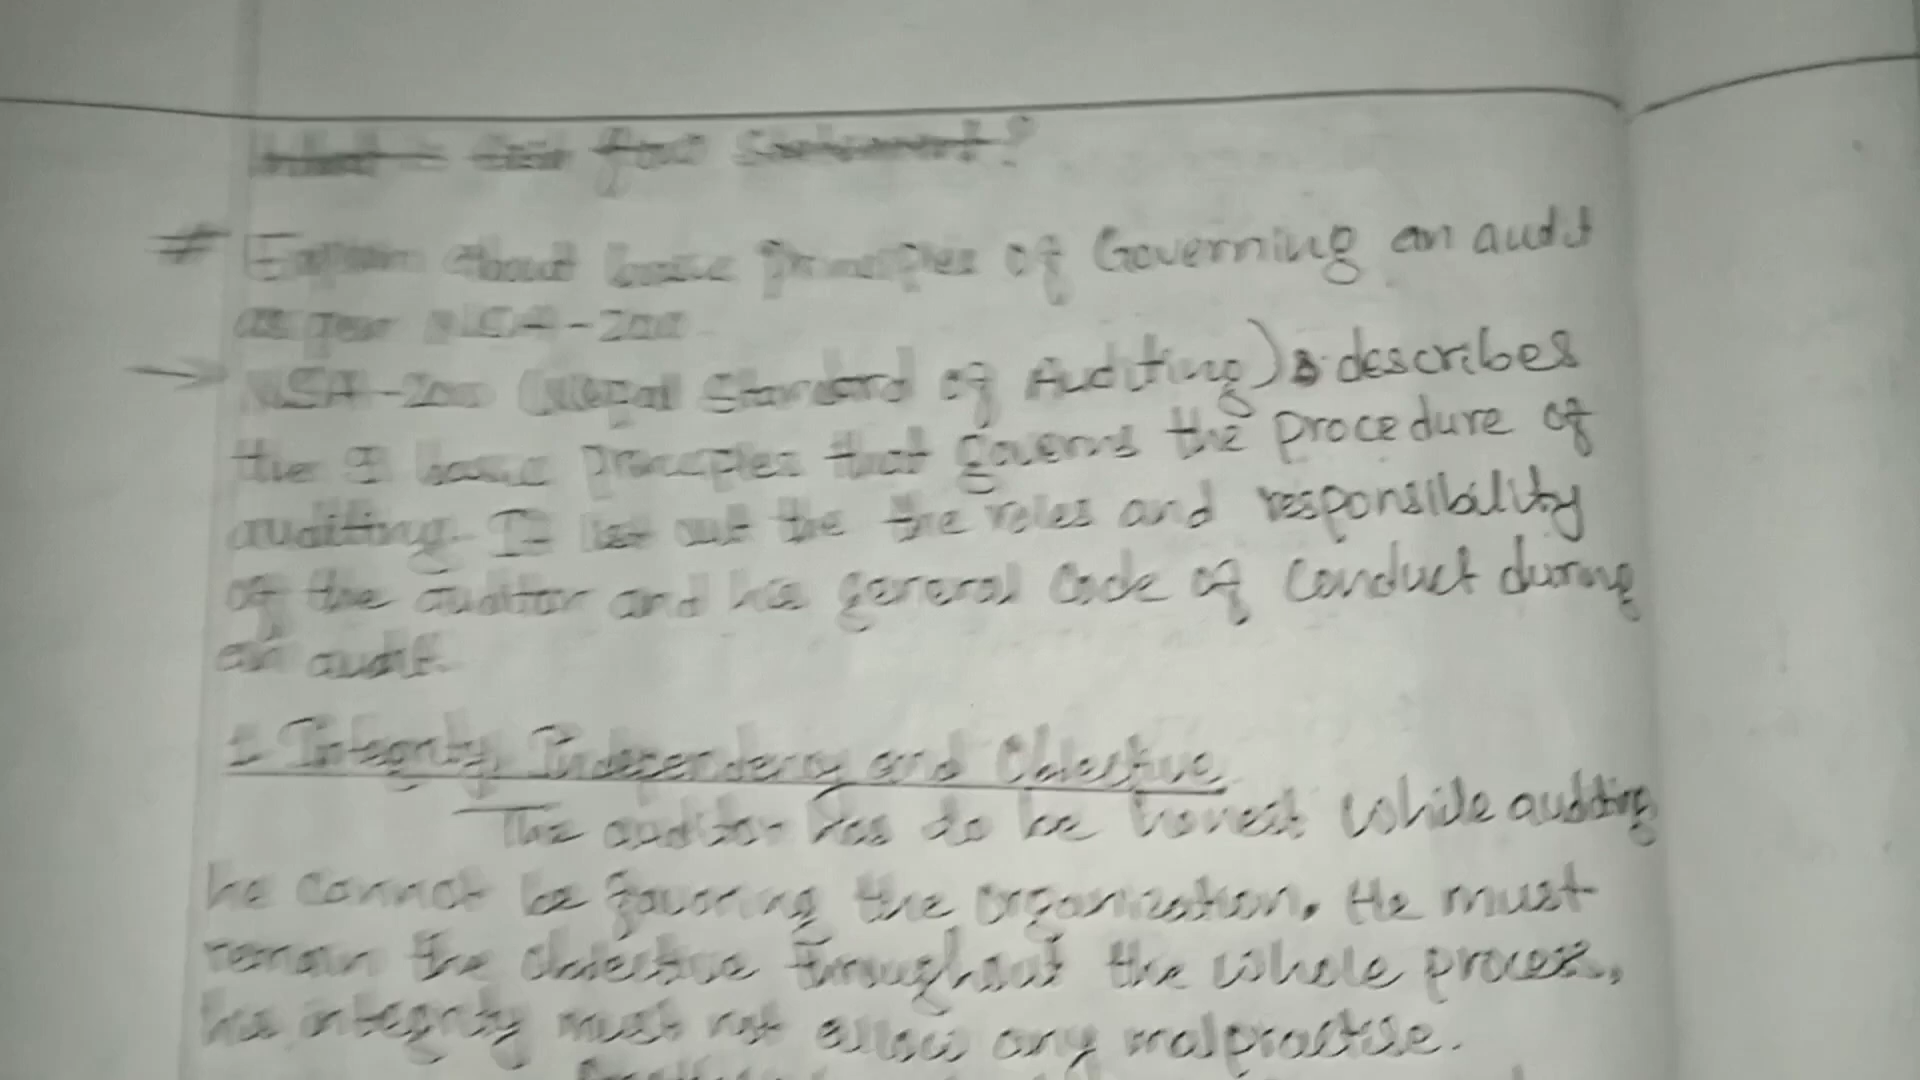 # Explain about basic principles of Governing an audit
as per NSA-200
→ NSA-200 (Nepal Standard of Auditing) describes
the 9 basic principles that governs the procedure of
auditing. It list out the the roles and responsibility
of the auditor and his general Code of Conduct during
an audit.
1. Integrity, Independency and Objective
The auditor has to be honest while auditing
he cannot be favoring the organization. He must
remain the objective throughout the whole process,
his integrity must not allow any malpractise.